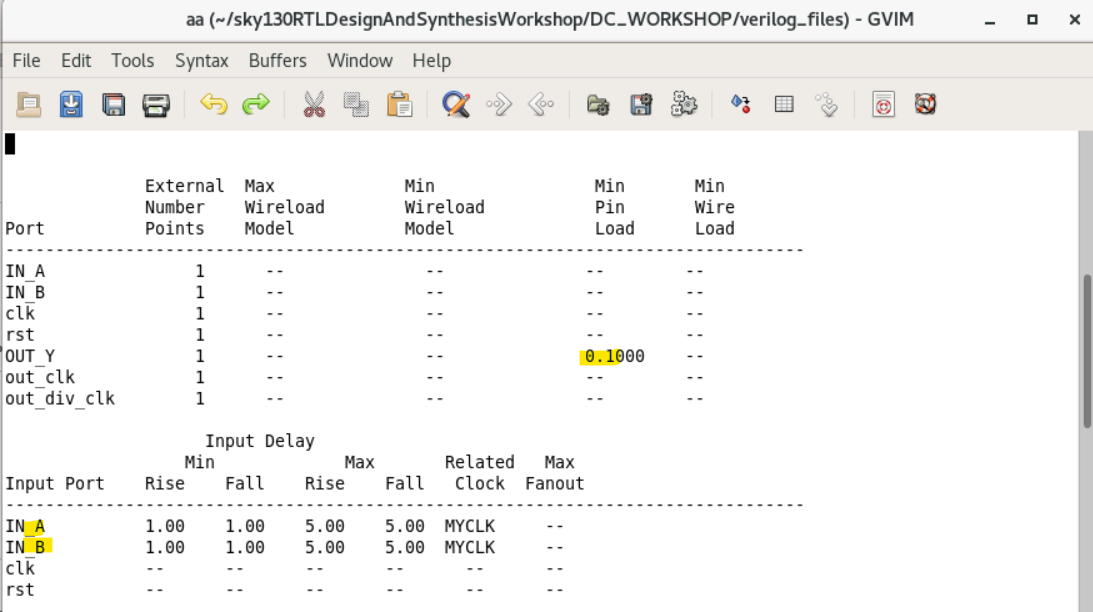 aa (~/sky130RTLDesignAndSynthesisWorkshop/DC_WORKSHOP/verilog_files) - GVIM
File Edit Tools Syntax Buffers Window Help
External Max Min Min Min
Number Wireload Wireload Pin Wire
Port Points Model Model Load Load
--------------------------------------------------------------------------------
IN_A 1 -- -- -- --
IN_B 1 -- -- -- --
clk 1 -- -- -- --
rst 1 -- -- -- --
OUT_Y 1 -- -- 0.1000 --
out_clk 1 -- -- -- --
out_div_clk 1 -- -- -- --
Input Delay
Min Max Related Max
Input Port Rise Fall Rise Fall Clock Fanout
--------------------------------------------------------------------------------
IN_A 1.00 1.00 5.00 5.00 MYCLK --
IN_B 1.00 1.00 5.00 5.00 MYCLK --
clk -- -- -- -- -- --
rst -- -- -- -- -- --